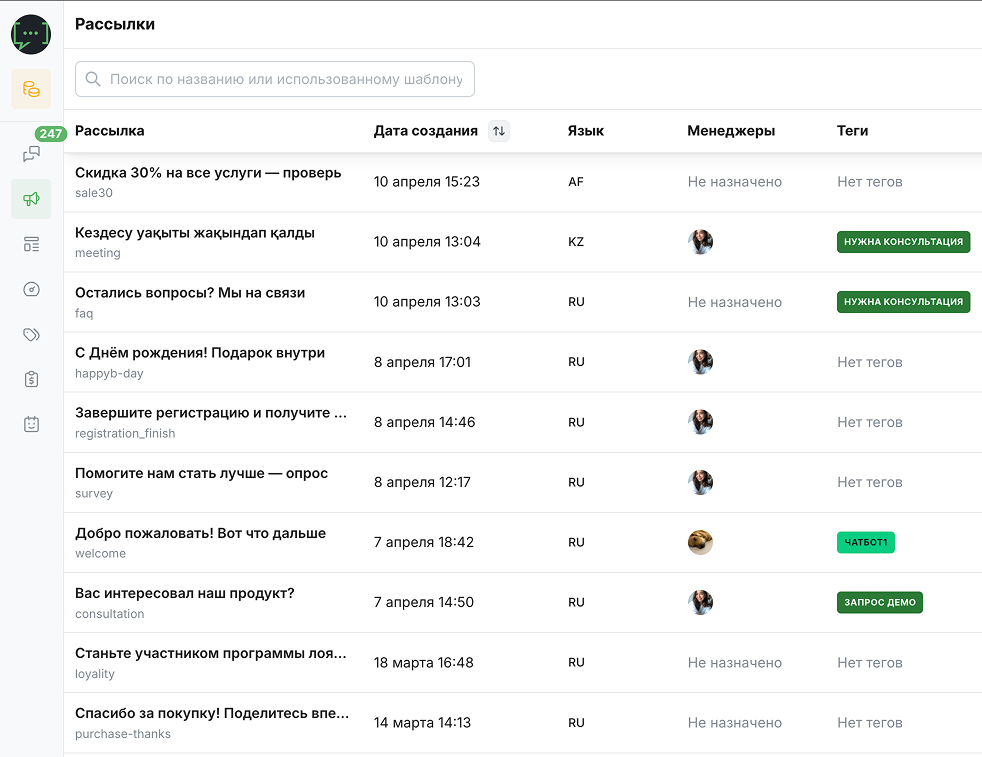 Рассылки
Поиск по названию или использованному шаблону
247
Рассылка Дата создания Язык Менеджеры Теги
Скидка 30% на все услуги — проверь
sale30
10 апреля 15:23 AF Не назначено Нет тегов
Кездесу уақыты жақындап қалды
meeting
10 апреля 13:04 KZ НУЖНА КОНСУЛЬТАЦИЯ
Остались вопросы? Мы на связи
faq
10 апреля 13:03 RU Не назначено НУЖНА КОНСУЛЬТАЦИЯ
С Днём рождения! Подарок внутри
happyb-day
8 апреля 17:01 RU Нет тегов
Завершите регистрацию и получите ...
registration_finish
8 апреля 14:46 RU Нет тегов
Помогите нам стать лучше — опрос
survey
8 апреля 12:17 RU Нет тегов
Добро пожаловать! Вот что дальше
welcome
7 апреля 18:42 RU ЧАТБОТ1
Вас интересовал наш продукт?
consultation
7 апреля 14:50 RU ЗАПРОС ДЕМО
Станьте участником программы лоя...
loyality
18 марта 16:48 RU Не назначено Нет тегов
Спасибо за покупку! Поделитесь впе...
purchase-thanks
14 марта 14:13 RU Не назначено Нет тегов